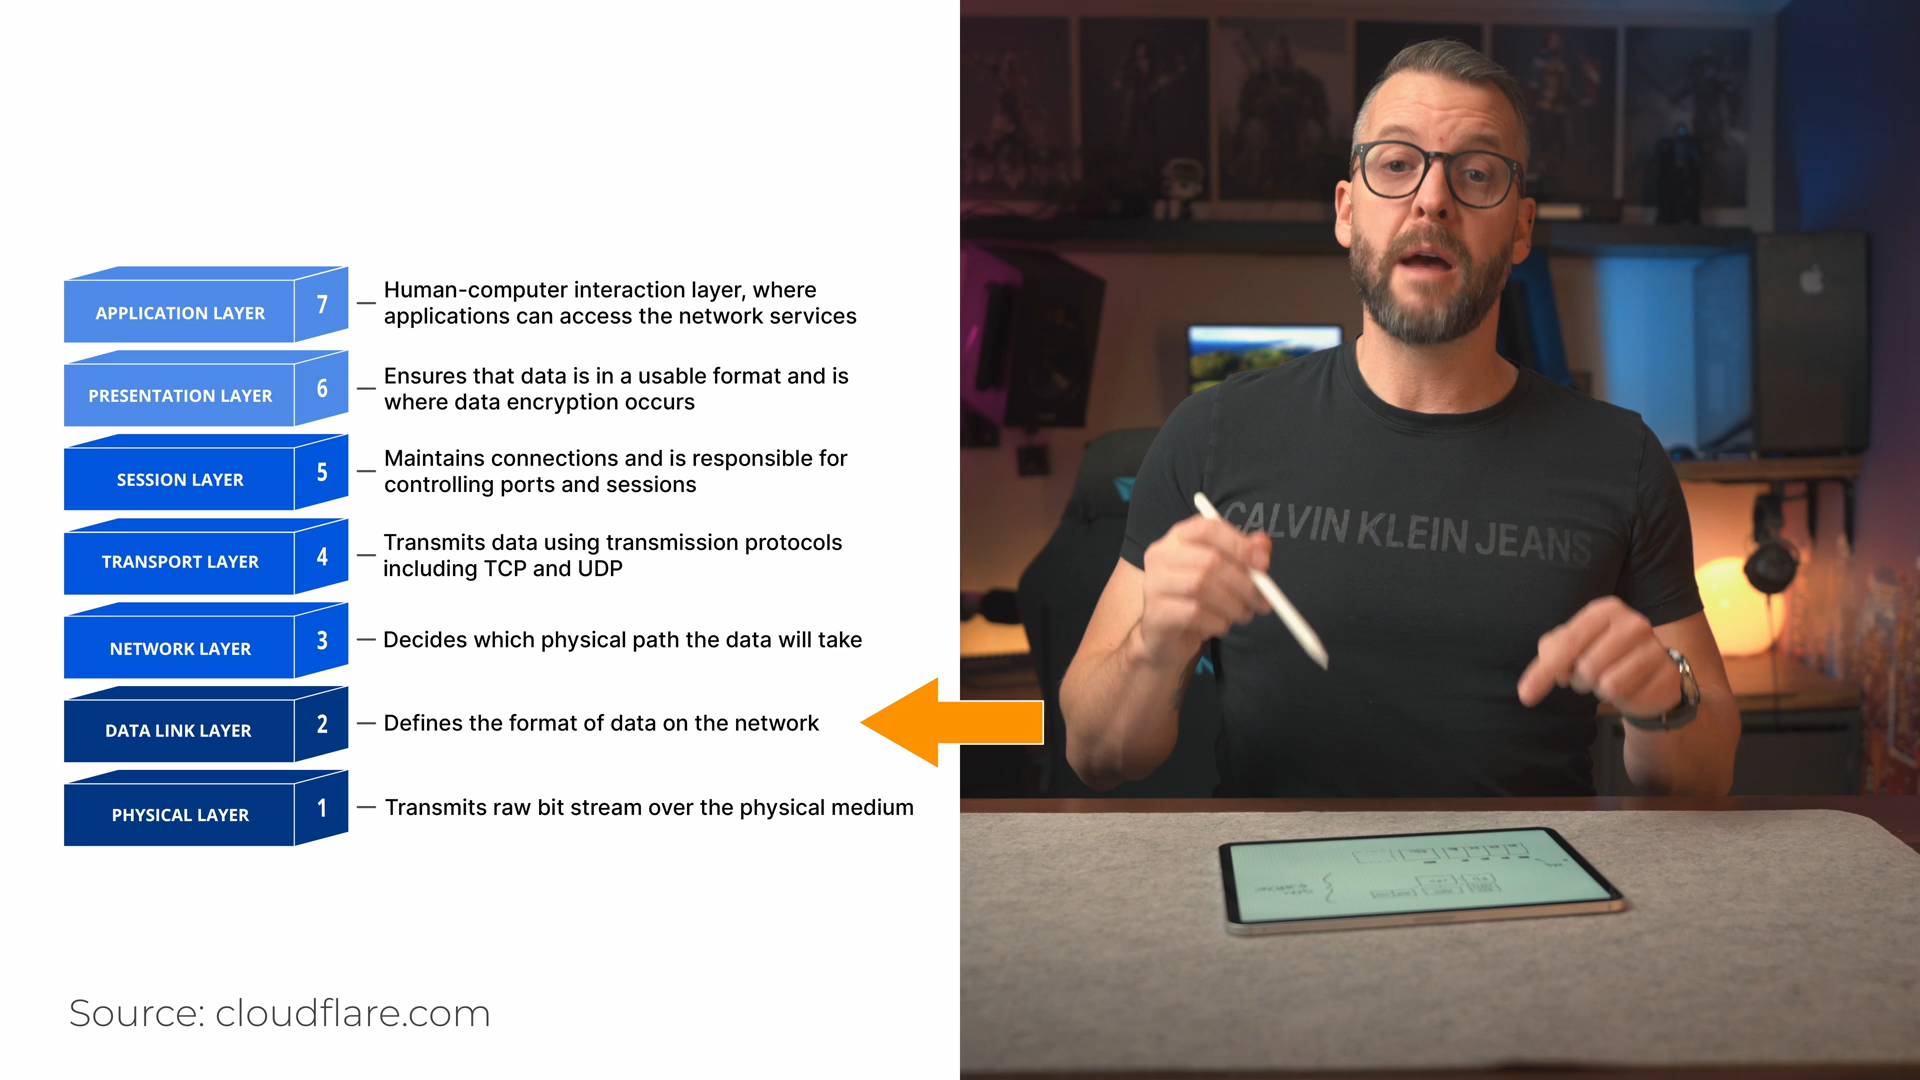 APPLICATION LAYER
7
Human-computer interaction layer, where
applications can access the network services
PRESENTATION LAYER
6
Ensures that data is in a usable format and is
where data encryption occurs
SESSION LAYER
5
Maintains connections and is responsible for
controlling ports and sessions
TRANSPORT LAYER
4
Transmits data using transmission protocols
including TCP and UDP
NETWORK LAYER
3
Decides which physical path the data will take
DATA LINK LAYER
2
Defines the format of data on the network
PHYSICAL LAYER
1
Transmits raw bit stream over the physical medium
Source: cloudflare.com
CALVIN KLEIN JEANS